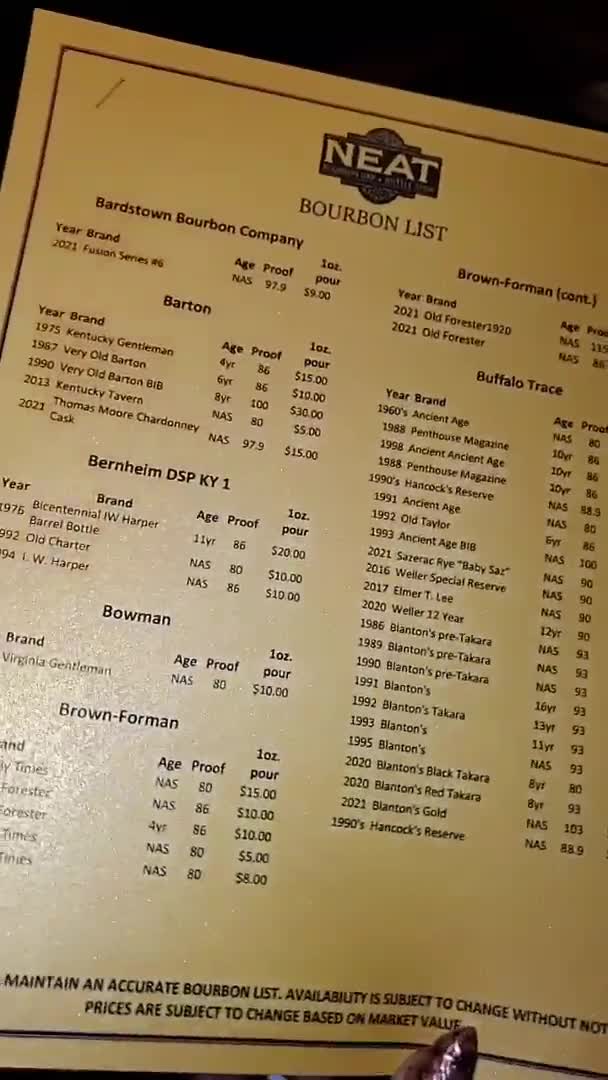 NEAT
BOURBON LIST
Bardstown Bourbon Company
Year Brand Age Proof 1oz. pour
2021 Fusion Series #6 NAS 97.9 $9.00
Barton
Year Brand Age Proof 1oz. pour
1975 Kentucky Gentleman 4yr 86 $15.00
1987 Very Old Barton 6yr 86 $10.00
1990 Very Old Barton BIB 8yr 100 $30.00
2013 Kentucky Tavern NAS 80 $5.00
2021 Thomas Moore Chardonney
Cask NAS 97.9 $15.00
Bernheim DSP KY 1
Year Brand Age Proof 1oz. pour
1976 Bicentennial IW Harper
Barrel Bottle 11yr 86 $20.00
992 Old Charter NAS 80 $10.00
94 I. W. Harper NAS 86 $10.00
Bowman
Brand Age Proof 1oz. pour
Virginia Gentleman NAS 80 $10.00
Brown-Forman
and Age Proof 1oz. pour
ly Times NAS 80 $15.00
Forester NAS 86 $10.00
Forester 4yr 86 $10.00
Times NAS 80 $5.00
Times NAS 80 $8.00
Brown-Forman (cont.)
Year Brand Age Proo
2021 Old Forester1920 NAS 115
2021 Old Forester NAS 86
Buffalo Trace
Year Brand Age Proof
1960's Ancient Age NAS 80
1988 Penthouse Magazine 10yr 86
1998 Ancient Ancient Age 10yr 86
1988 Penthouse Magazine 10yr 86
1990's Hancock's Reserve NAS 88.9
1991 Ancient Age NAS 80
1992 Old Taylor 6yr 86
1993 Ancient Age BIB NAS 100
2021 Sazerac Rye "Baby Saz" NAS 90
2016 Weller Special Reserve NAS 90
2017 Elmer T. Lee NAS 90
2020 Weller 12 Year 12yr 90
1986 Blanton's pre-Takara NAS 93
1989 Blanton's pre-Takara NAS 93
1990 Blanton's pre-Takara NAS 93
1991 Blanton's 16yr 93
1992 Blanton's Takara 13yr 93
1993 Blanton's 11yr 93
1995 Blanton's NAS 93
2020 Blanton's Black Takara 8yr 80
2020 Blanton's Red Takara 8yr 93
2021 Blanton's Gold NAS 103
1990's Hancock's Reserve NAS 88.9
MAINTAIN AN ACCURATE BOURBON LIST. AVAILABILITY IS SUBJECT TO CHANGE WITHOUT NOT
PRICES ARE SUBJECT TO CHANGE BASED ON MARKET VALUE